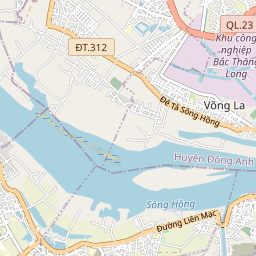 QL.23
ĐT.312
Khu công
nghiệp
Bắc Thăng
Long
Đê Tả Sông Hồng
Võng La
Huyện Đông Anh
Sông Hồng
Đường Liên Mạc